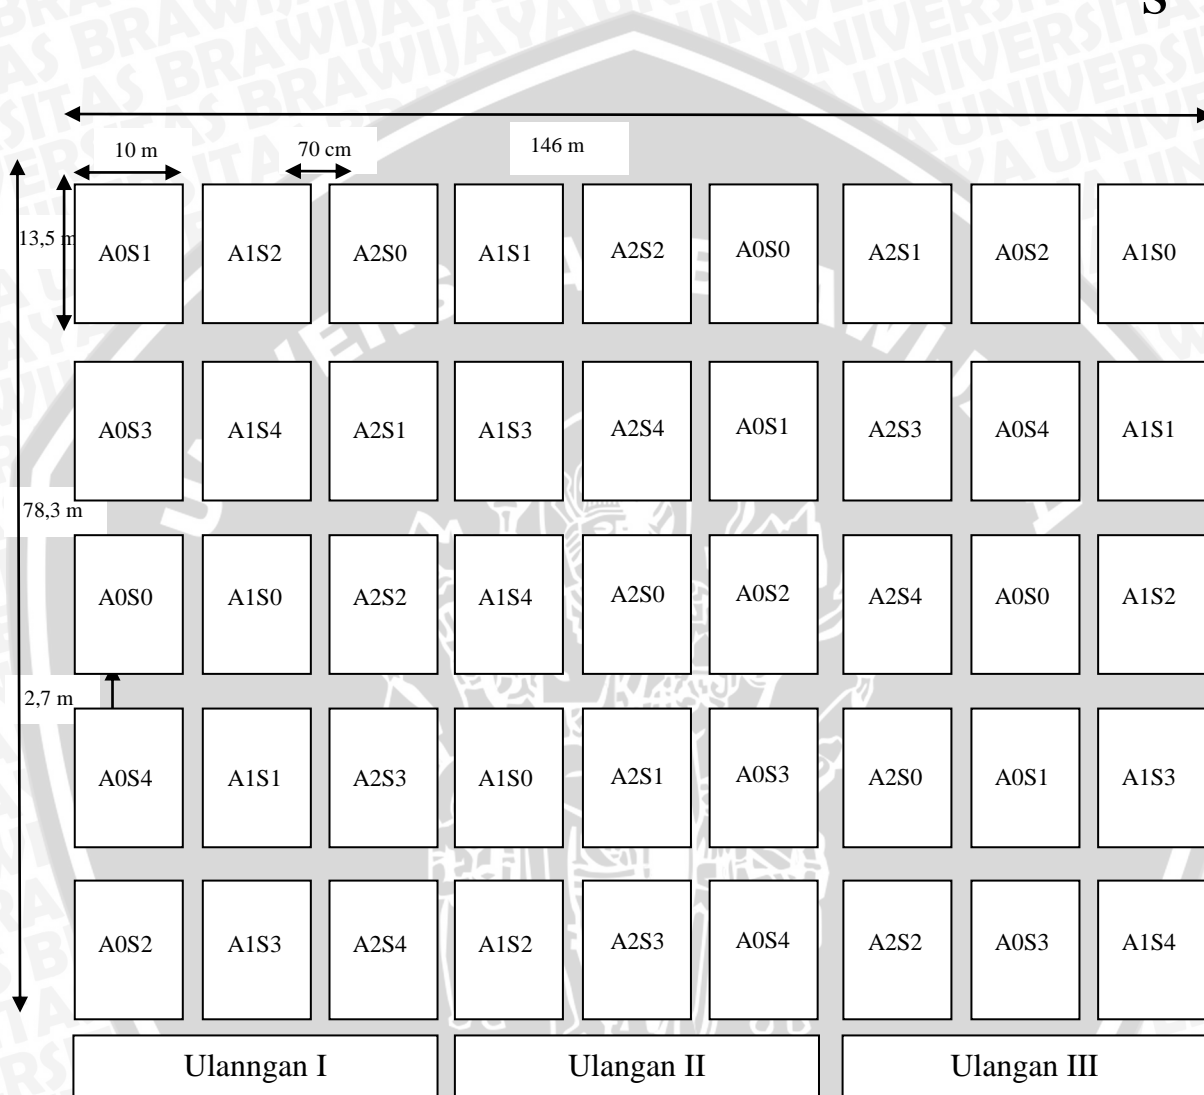 S
146 m
10 m 70 cm
13,5 m
A0S1 A1S2 A2S0 A1S1 A2S2 A0S0 A2S1 A0S2 A1S0
A0S3 A1S4 A2S1 A1S3 A2S4 A0S1 A2S3 A0S4 A1S1
78,3 m
A0S0 A1S0 A2S2 A1S4 A2S0 A0S2 A2S4 A0S0 A1S2
2,7 m
A0S4 A1S1 A2S3 A1S0 A2S1 A0S3 A2S0 A0S1 A1S3
A0S2 A1S3 A2S4 A1S2 A2S3 A0S4 A2S2 A0S3 A1S4
Ulanngan I Ulangan II Ulangan III